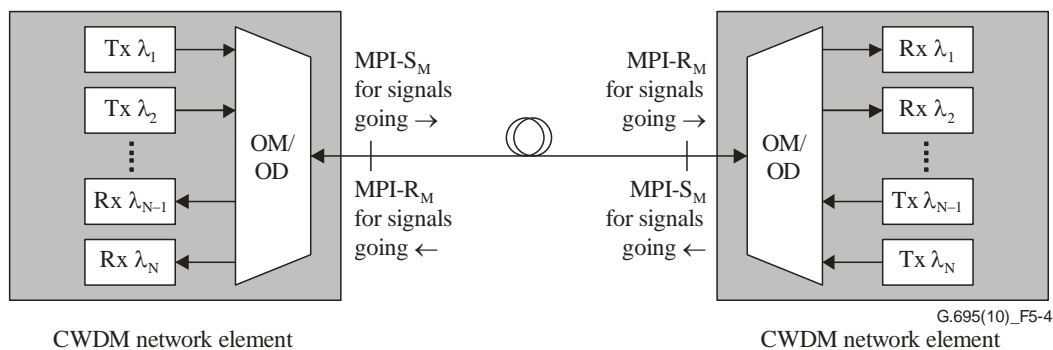 Tx λ1
Tx λ2
Rx λN–1
Rx λN
OM/
OD
MPI-SM
for signals
going →
MPI-RM
for signals
going ←
MPI-RM
for signals
going →
MPI-SM
for signals
going ←
OM/
OD
Rx λ1
Rx λ2
Tx λN–1
Tx λN
G.695(10)_F5-4
CWDM network element
CWDM network element